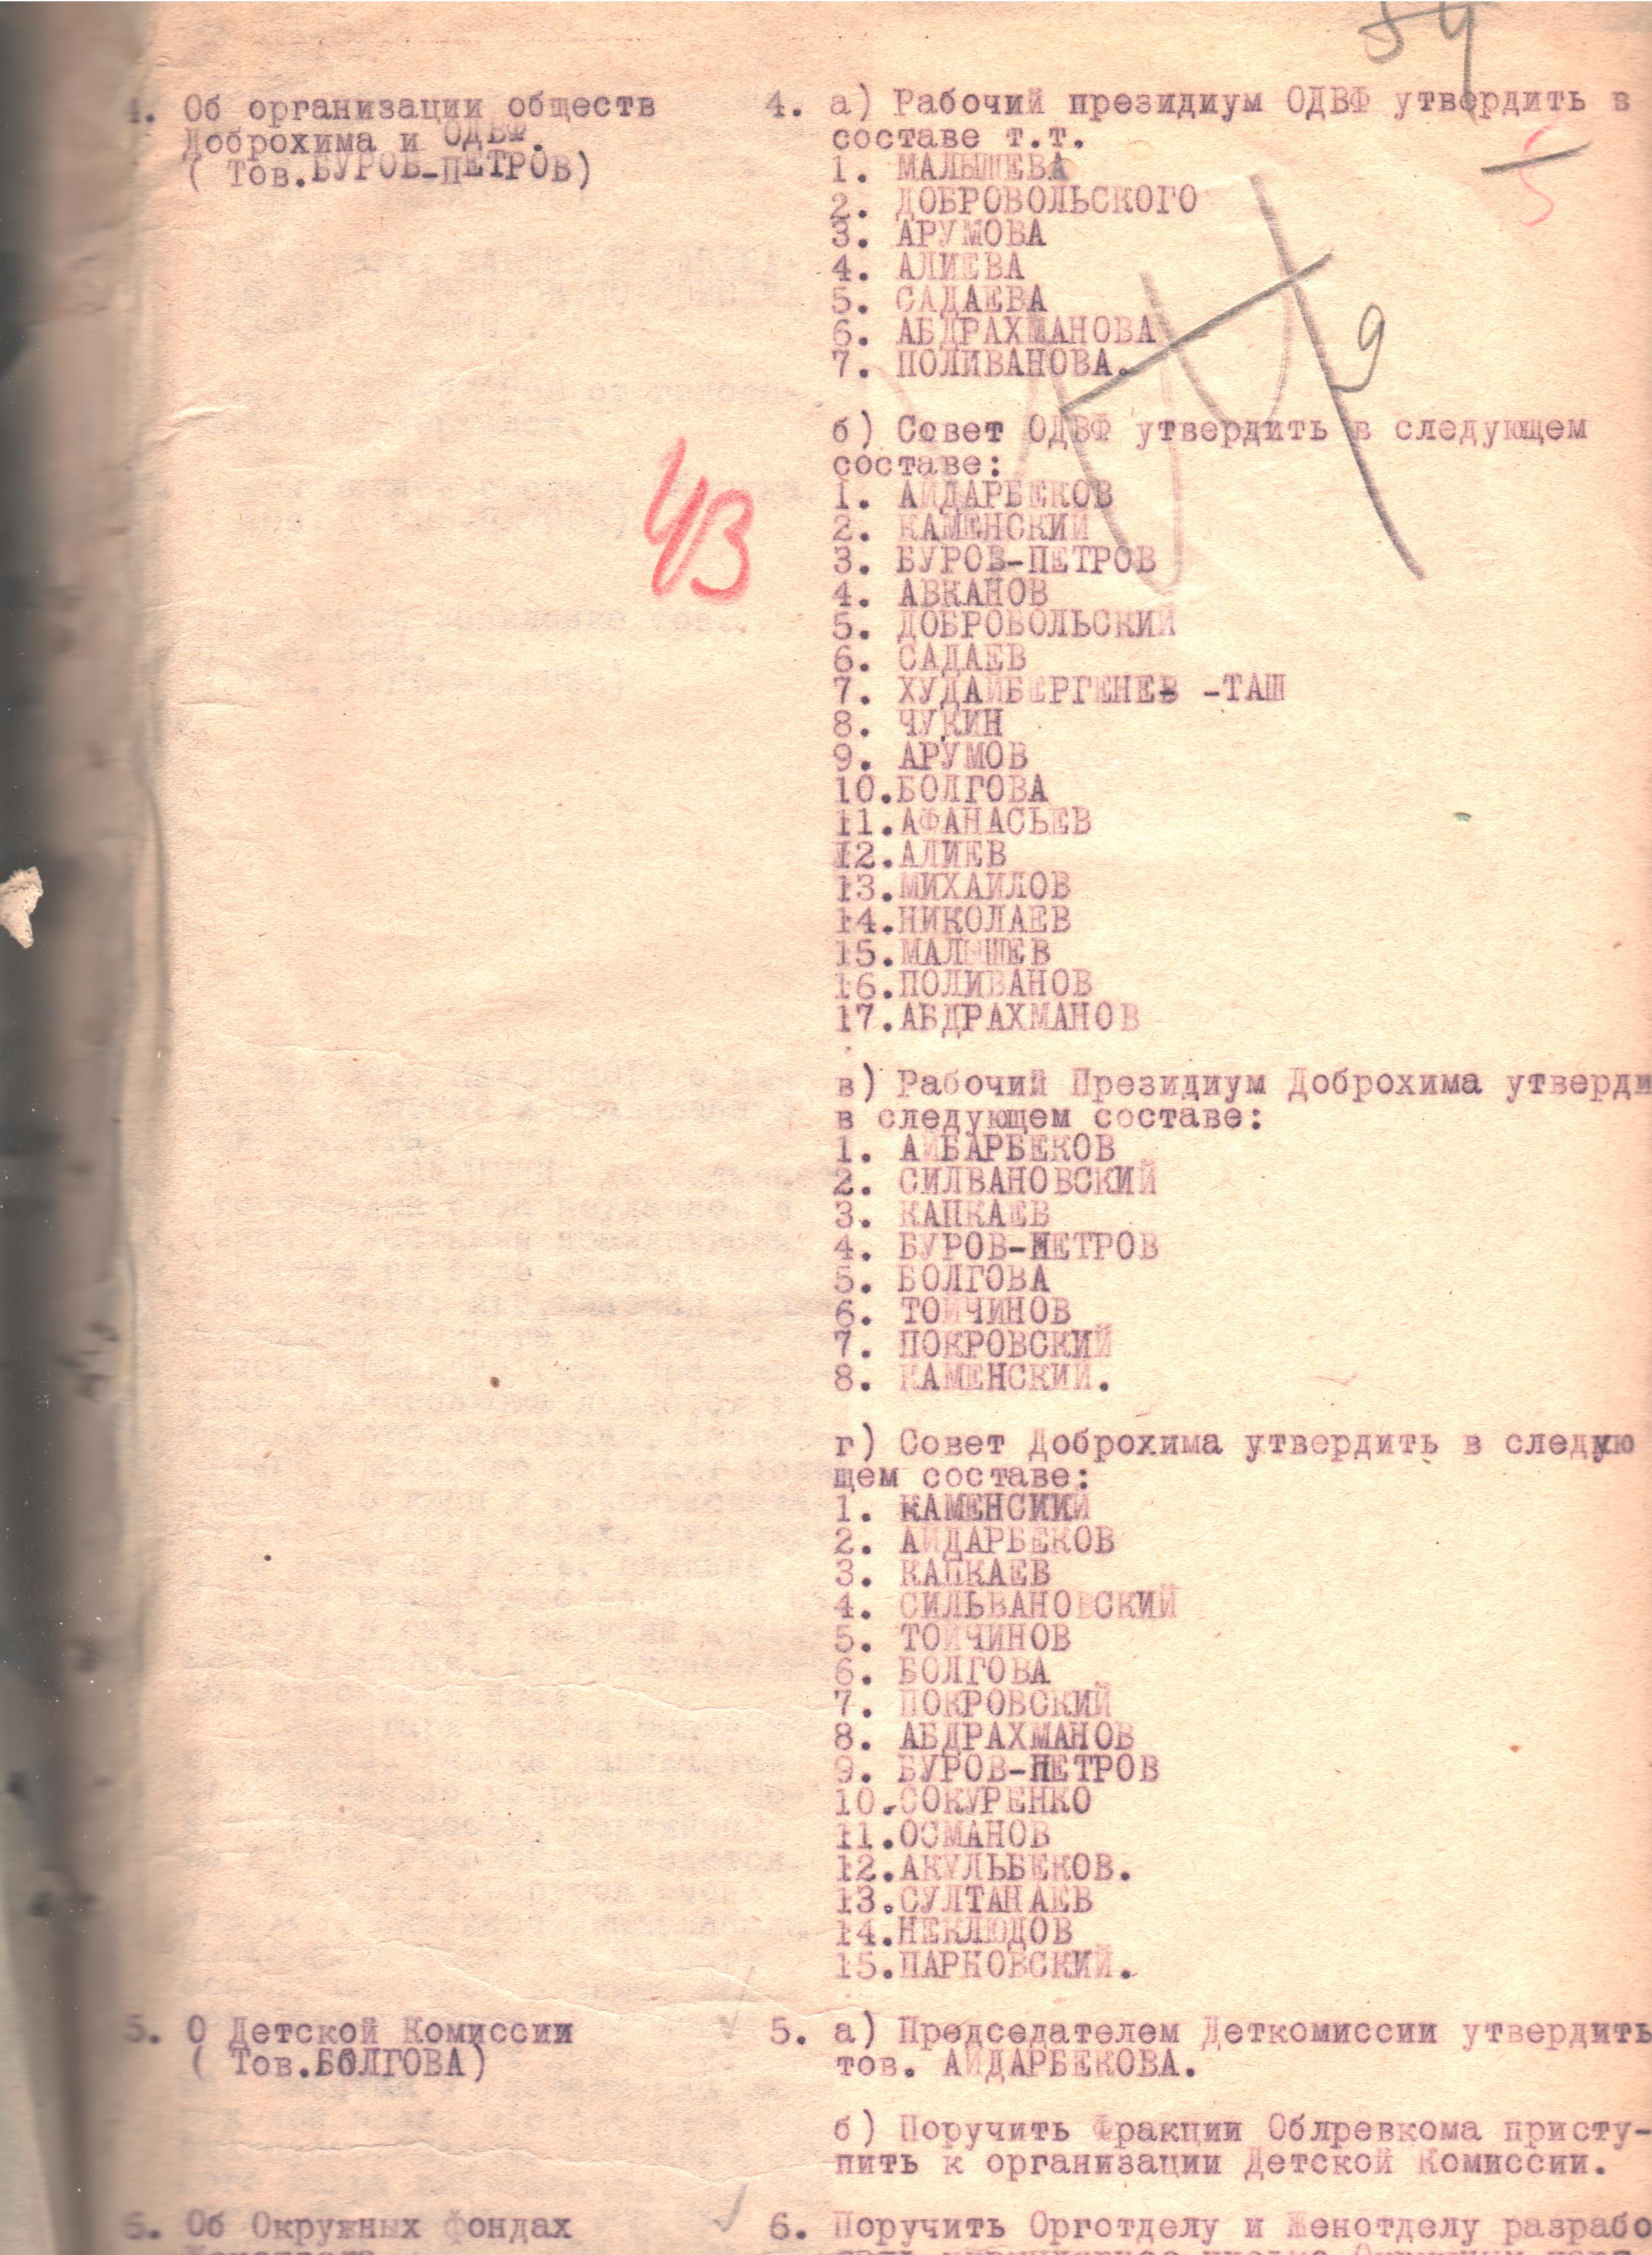 54
4. Об организации обществ
Доброхима и ОДВФ.
( Тов.БУРОВ-ПЕТРОВ)
4. а) Рабочий президиум ОДВФ утвердить в
составе т.т.
1. МАЛЫШЕВА
2. ДОБРОВОЛЬСКОГО
3. АРУМОВА
4. АЛИЕВА
5. САДАЕВА
6. АБДРАХМАНОВА
7. ПОЛИВАНОВА.
б) Совет ОДВФ утвердить в следующем
составе:
1. АЙДАРБЕКОВ
2. КАМЕНСКИЙ
3. БУРОВ-ПЕТРОВ
4. АВКАНОВ
5. ДОБРОВОЛЬСКИЙ
6. САДАЕВ
7. ХУДАЙБЕРГЕНЕВ -ТАШ
8. ЧУКИН
9. АРУМОВ
10.БОЛГОВА
11.АФАНАСЬЕВ
12.АЛИЕВ
13.МИХАИЛОВ
14.НИКОЛАЕВ
15.МАЛЫШЕВ
16.ПОЛИВАНОВ
17.АБДРАХМАНОВ
43
в) Рабочий Президиум Доброхима утверди
в следующем составе:
1. АЙБАРБЕКОВ
2. СИЛВАНОВСКИЙ
3. КАПКАЕВ
4. БУРОВ-ПЕТРОВ
5. БОЛГОВА
6. ТОЙЧИНОВ
7. ПОКРОВСКИЙ
8. КАМЕНСКИЙ.
г) Совет Доброхима утвердить в следую
щем составе:
1. КАМЕНСИИЙ
2. АЙДАРБЕКОВ
3. КАПКАЕВ
4. СИЛЬВАНОВСКИЙ
5. ТОЙЧИНОВ
6. БОЛГОВА
7. ПОКРОВСКИЙ
8. АБДРАХМАНОВ
9. БУРОВ-ПЕТРОВ
10.СОКУРЕНКО
11.ОСМАНОВ
12.АКУЛЬБЕКОВ.
13.СУЛТАНАЕВ
14.НЕКЛЮДОВ
15.ПАРНОВСКИЙ.
5. О Детской Комиссии
( Тов.БОЛГОВА)
5. а) Председателем Деткомиссии утвердить
тов. АЙДАРБЕКОВА.
б) Поручить Фракции Облревкома присту-
пить к организации Детской Комиссии.
6. Об Окружных фондах
6. Поручить Орготделу и Женотделу разрабо